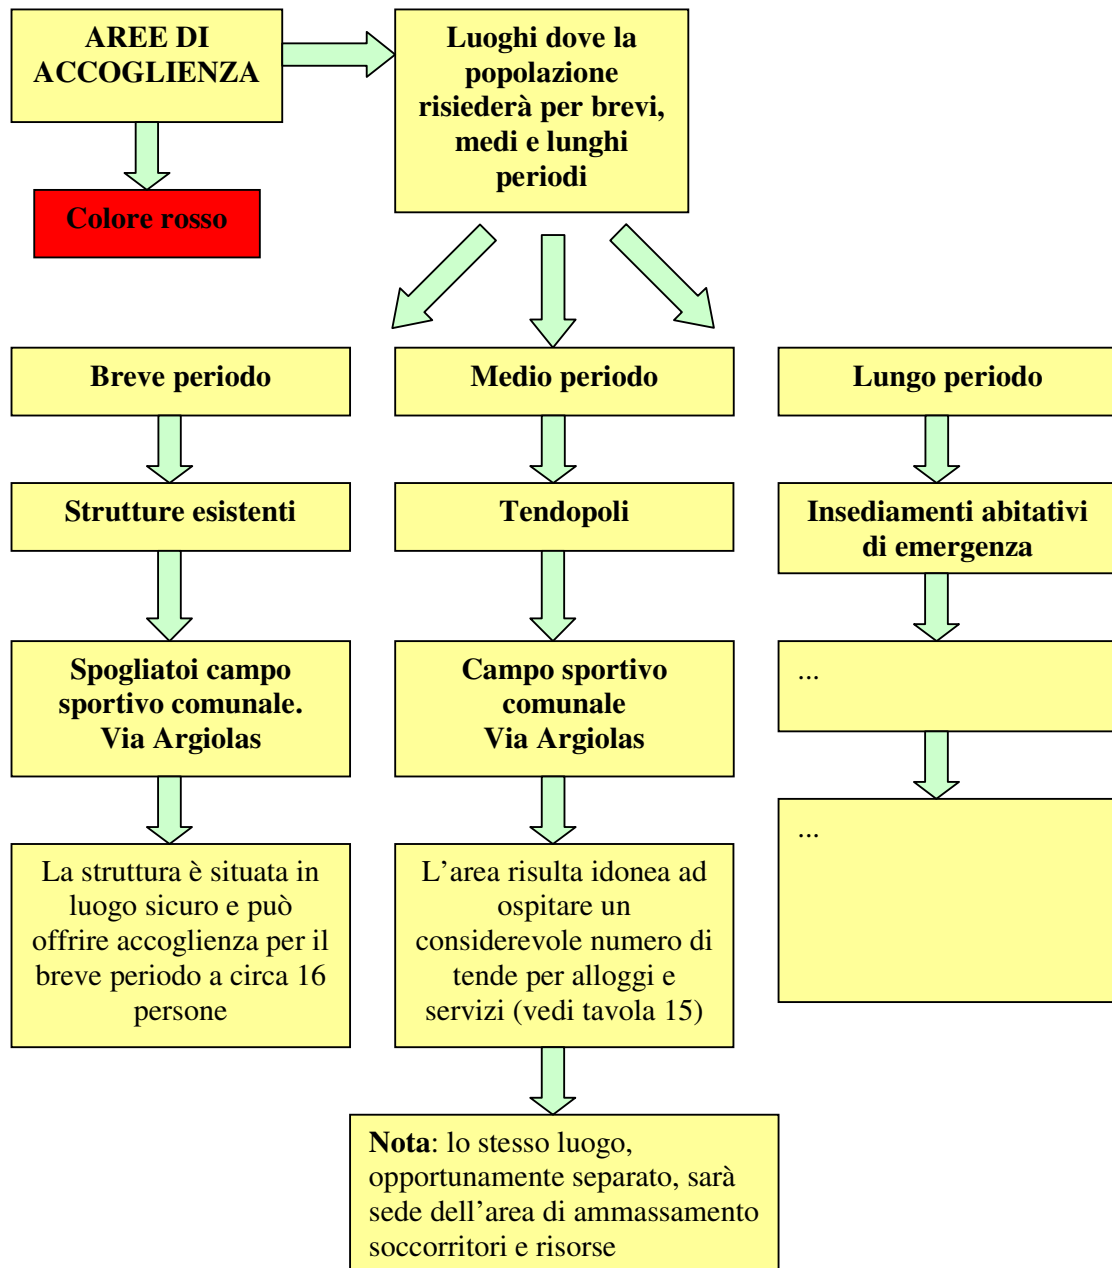 AREE DI
ACCOGLIENZA
Luoghi dove la
popolazione
risiederà per brevi,
medi e lunghi
periodi
Colore rosso
Breve periodo
Medio periodo
Lungo periodo
Strutture esistenti
Tendopoli
Insediamenti abitativi
di emergenza
Spogliatoi campo
sportivo comunale.
Via Argiolas
Campo sportivo
comunale
Via Argiolas
...
La struttura è situata in
luogo sicuro e può
offrire accoglienza per il
breve periodo a circa 16
persone
L’area risulta idonea ad
ospitare un
considerevole numero di
tende per alloggi e
servizi (vedi tavola 15)
...
Nota: lo stesso luogo,
opportunamente separato, sarà
sede dell’area di ammassamento
soccorritori e risorse